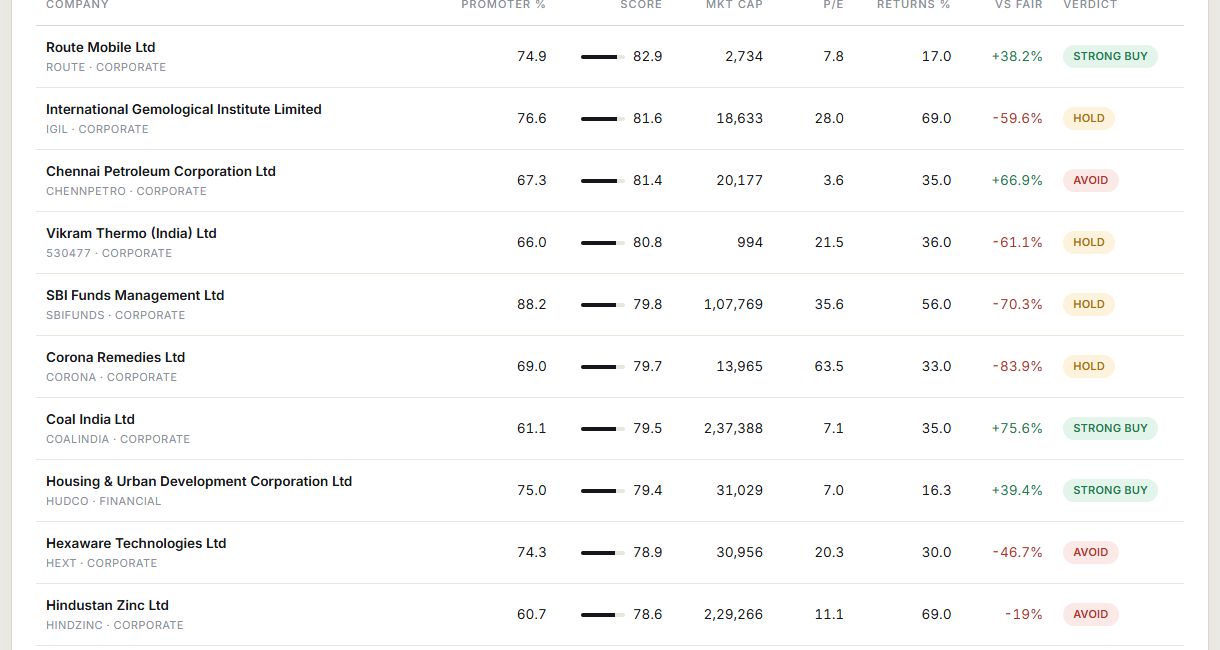 COMPANY PROMOTER % SCORE MKT CAP P/E RETURNS % VS FAIR VERDICT
Route Mobile Ltd
ROUTE · CORPORATE
74.9 82.9 2,734 7.8 17.0 +38.2% STRONG BUY
International Gemological Institute Limited
IGIL · CORPORATE
76.6 81.6 18,633 28.0 69.0 -59.6% HOLD
Chennai Petroleum Corporation Ltd
CHENNPETRO · CORPORATE
67.3 81.4 20,177 3.6 35.0 +66.9% AVOID
Vikram Thermo (India) Ltd
530477 · CORPORATE
66.0 80.8 994 21.5 36.0 -61.1% HOLD
SBI Funds Management Ltd
SBIFUNDS · CORPORATE
88.2 79.8 1,07,769 35.6 56.0 -70.3% HOLD
Corona Remedies Ltd
CORONA · CORPORATE
69.0 79.7 13,965 63.5 33.0 -83.9% HOLD
Coal India Ltd
COALINDIA · CORPORATE
61.1 79.5 2,37,388 7.1 35.0 +75.6% STRONG BUY
Housing & Urban Development Corporation Ltd
HUDCO · FINANCIAL
75.0 79.4 31,029 7.0 16.3 +39.4% STRONG BUY
Hexaware Technologies Ltd
HEXT · CORPORATE
74.3 78.9 30,956 20.3 30.0 -46.7% AVOID
Hindustan Zinc Ltd
HINDZINC · CORPORATE
60.7 78.6 2,29,266 11.1 69.0 -19% AVOID